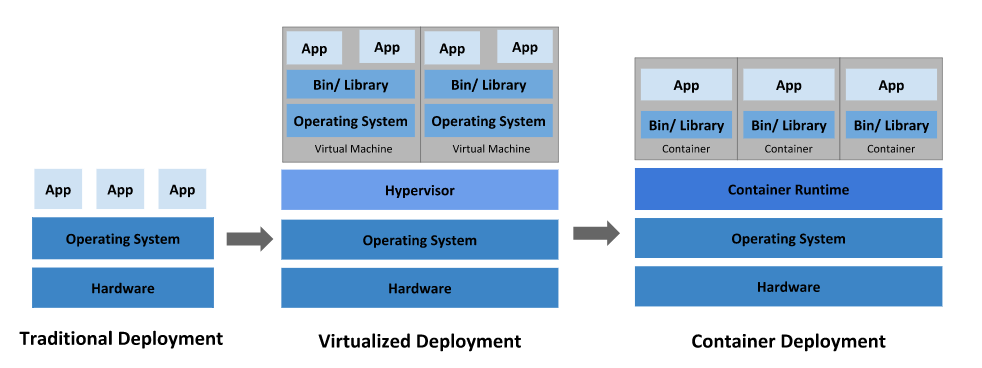 App App App
Operating System
Hardware
Traditional Deployment
App App App App
Bin/ Library Bin/ Library
Operating System Operating System
Virtual Machine Virtual Machine
Hypervisor
Operating System
Hardware
Virtualized Deployment
App App App
Bin/ Library Bin/ Library Bin/ Library
Container Container Container
Container Runtime
Operating System
Hardware
Container Deployment